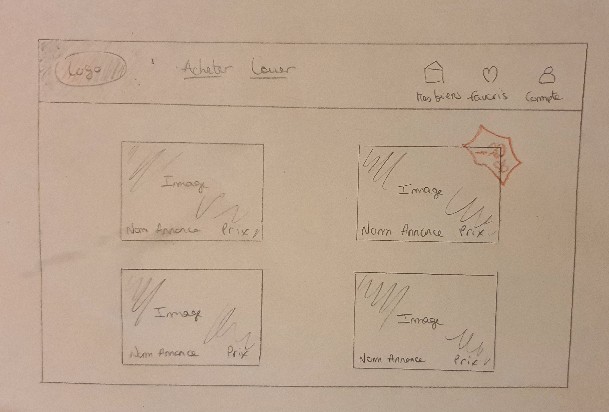 Logo
Acheter Louer
Mes biens Favoris Compte
Image
Nom Annonce Prix
Image
Nom Annonce Prix
Image
Nom Annonce Prix
Image
Nom Annonce Prix